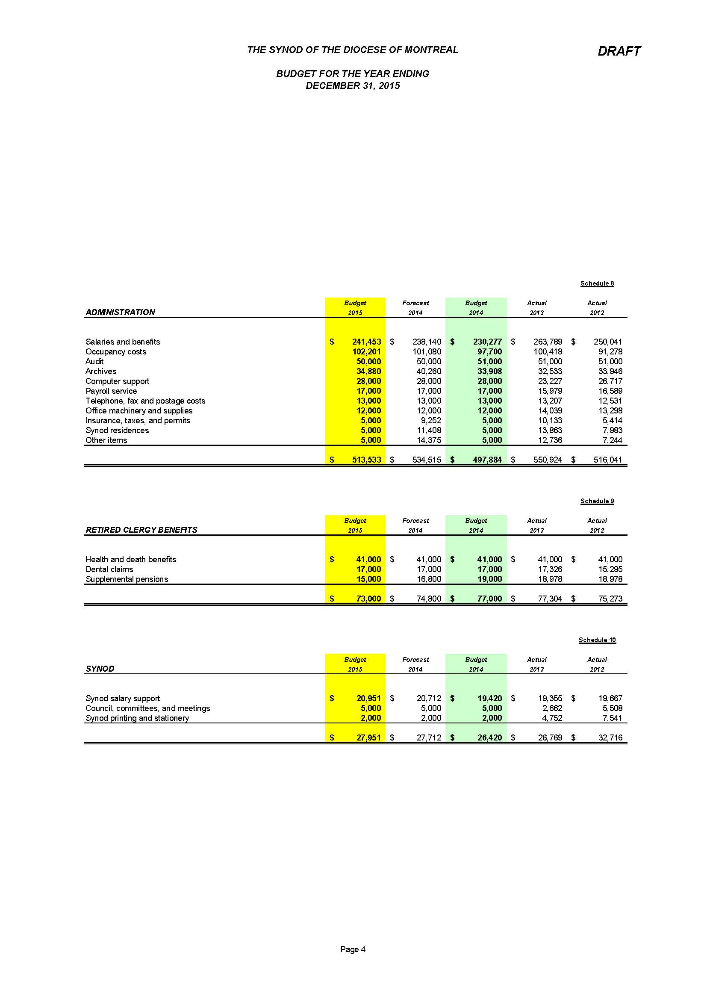 THE SYNOD OF THE DIOCESE OF MONTREAL DRAFT
BUDGET FOR THE YEAR ENDING
DECEMBER 31, 2015
Schedule 8
Budget Forecast Budget Actual Actual
ADMINISTRATION 2015 2014 2014 2013 2012
Salaries and benefits $ 241,453 $ 238,140 $ 230,277 $ 263,789 $ 250,041
Occupancy costs 102,201 101,080 97,700 100,418 91,278
Audit 50,000 50,000 51,000 51,000 51,000
Archives 34,880 40,260 33,908 32,533 33,946
Computer support 28,000 28,000 28,000 23,227 26,717
Payroll service 17,000 17,000 17,000 15,979 16,589
Telephone, fax and postage costs 13,000 13,000 13,000 13,207 12,531
Office machinery and supplies 12,000 12,000 12,000 14,039 13,298
Insurance, taxes, and permits 5,000 9,252 5,000 10,133 5,414
Synod residences 5,000 11,408 5,000 13,863 7,983
Other items 5,000 14,375 5,000 12,736 7,244
$ 513,533 $ 534,515 $ 497,884 $ 550,924 $ 516,041
Schedule 9
Budget Forecast Budget Actual Actual
RETIRED CLERGY BENEFITS 2015 2014 2014 2013 2012
Health and death benefits $ 41,000 $ 41,000 $ 41,000 $ 41,000 $ 41,000
Dental claims 17,000 17,000 17,000 17,326 15,295
Supplemental pensions 15,000 16,800 19,000 18,978 18,978
$ 73,000 $ 74,800 $ 77,000 $ 77,304 $ 75,273
Schedule 10
Budget Forecast Budget Actual Actual
SYNOD 2015 2014 2014 2013 2012
Synod salary support $ 20,951 $ 20,712 $ 19,420 $ 19,355 $ 19,667
Council, committees, and meetings 5,000 5,000 5,000 2,662 5,508
Synod printing and stationery 2,000 2,000 2,000 4,752 7,541
$ 27,951 $ 27,712 $ 26,420 $ 26,769 $ 32,716
Page 4